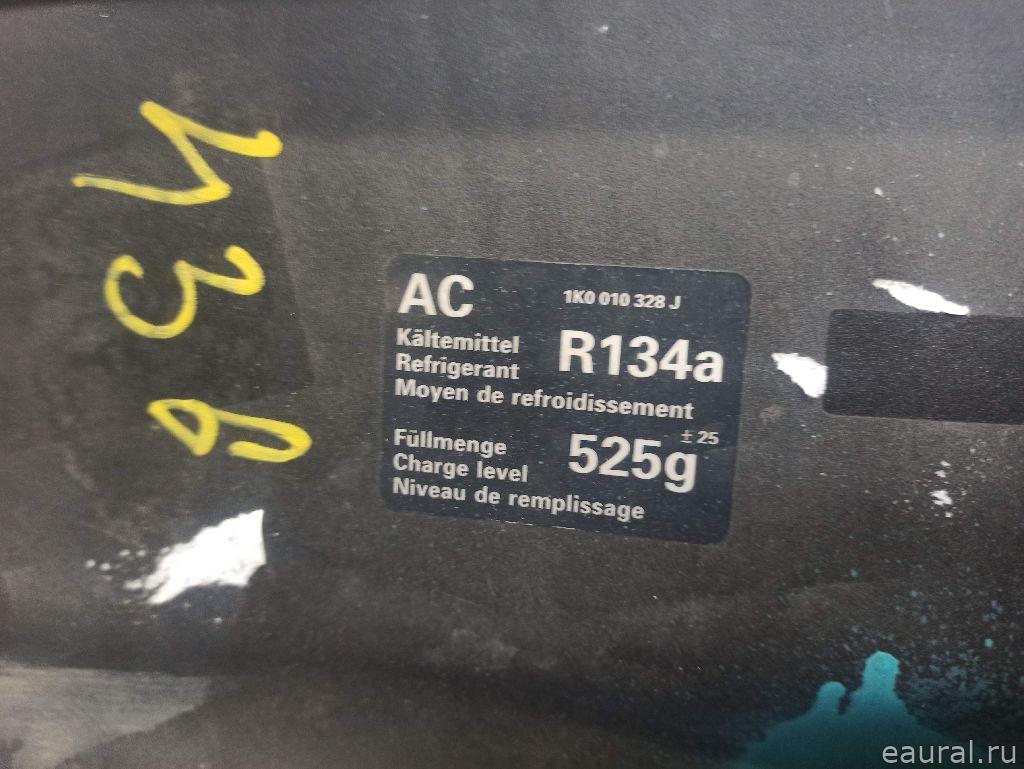 AC 1K0 010 328 J
Kältemittel
Refrigerant R134a
Moyen de refroidissement
± 25
Füllmenge
Charge level 525g
Niveau de remplissage
eaural.ru